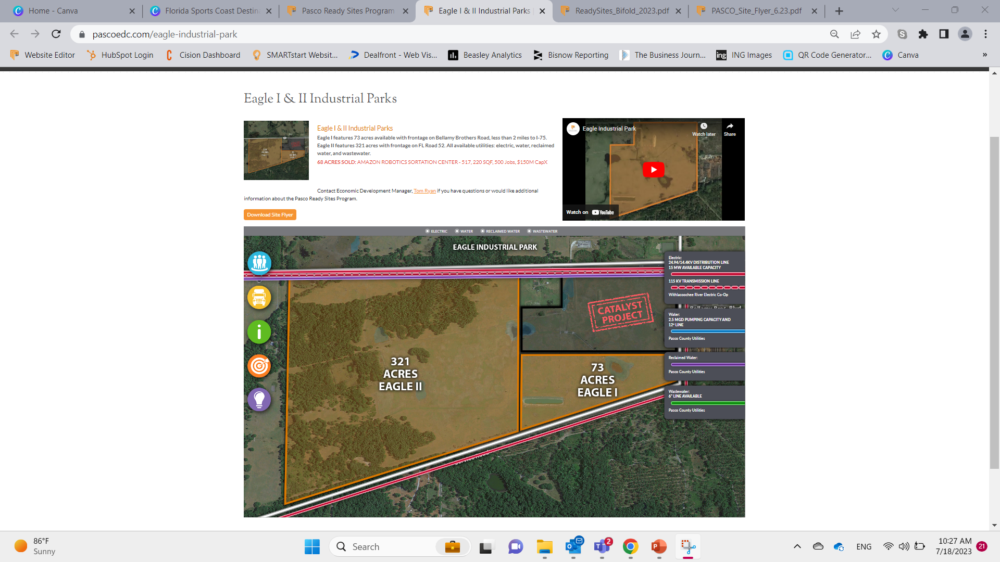 Home - Canva
Florida Sports Coast Destin
Pasco Ready Sites Program
Eagle I & II Industrial Parks
ReadySites_Bifold_2023.pdf
PASCO_Site_Flyer_6.23.pdf
pascoedc.com/eagle-industrial-park
Website Editor
HubSpot Login
Cision Dashboard
SMARTstart Websit...
Dealfront - Web Vis...
Beasley Analytics
Bisnow Reporting
The Business Journ...
ing
ING Images
QR Code Generator...
Canva
»
Eagle I & II Industrial Parks
Eagle I & II Industrial Parks
Eagle I features 73 acres available with frontage on Bellamy Brothers Road, less than 2 miles to I-75.
Eagle II features 321 acres with frontage on FL Road 52. All available utilities: electric, water, reclaimed
water, and wastewater.
68 ACRES SOLD: AMAZON ROBOTICS SORTATION CENTER - 517, 220 SQF, 500 Jobs, $150M CapX
Contact Economic Development Manager, Tom Ryan if you have questions or would like additional
information about the Pasco Ready Sites Program.
Download Site Flyer
Eagle Industrial Park
Watch later
Share
Watch on YouTube
ELECTRIC
WATER
RECLAIMED WATER
WASTEWATER
EAGLE INDUSTRIAL PARK
Electric:
24.94/14.4KV DISTRIBUTION LINE
15 MW AVAILABLE CAPACITY
115 KV TRANSMISSION LINE
Withlacoochee River Electric Co-Op
Bellamy Bros. Blvd
Water:
2.5 MGD PUMPING CAPACITY AND
12" LINE
Pasco County Utilities
Reclaimed Water:
Pasco County Utilities
Wastewater:
6" LINE AVAILABLE
Pasco County Utilities
CATALYST
PROJECT
321
ACRES
EAGLE II
73
ACRES
EAGLE I
86°F
Sunny
Search
2
ENG
10:27 AM
7/18/2023
21